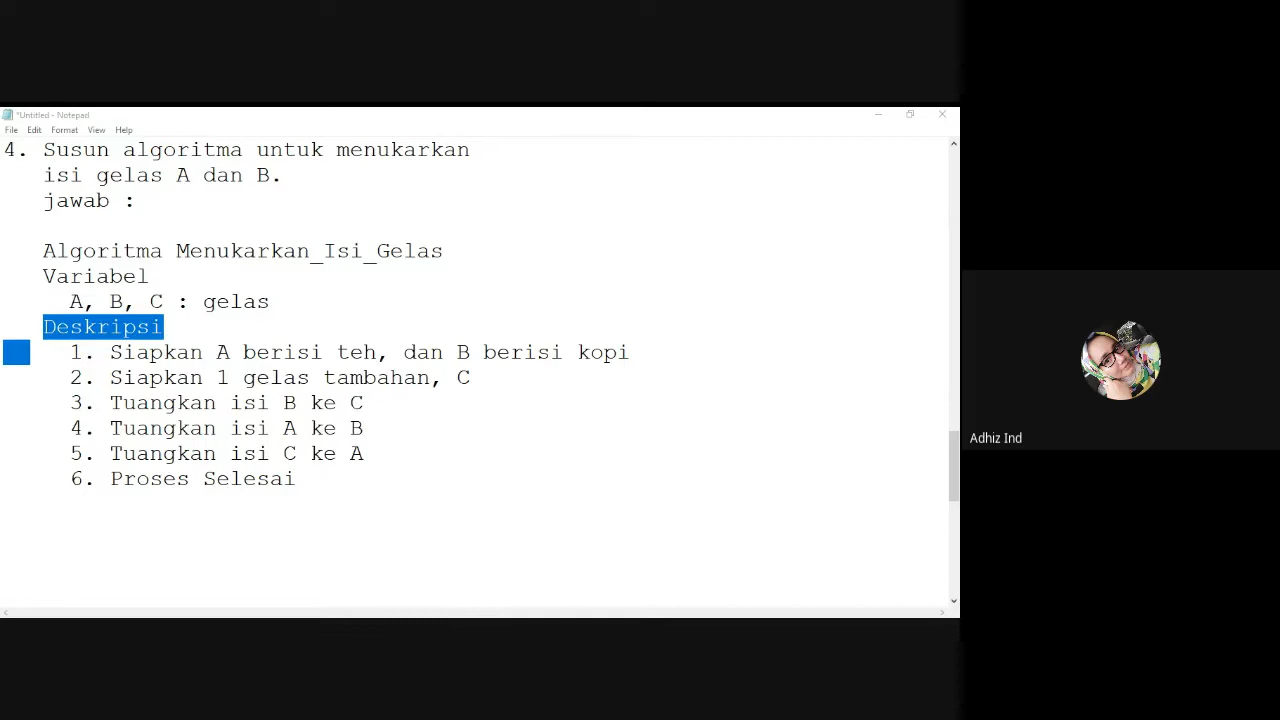 *Untitled - Notepad
File Edit Format View Help
4. Susun algoritma untuk menukarkan
isi gelas A dan B.
jawab :
Algoritma Menukarkan_Isi_Gelas
Variabel
A, B, C : gelas
Deskripsi
1. Siapkan A berisi teh, dan B berisi kopi
2. Siapkan 1 gelas tambahan, C
3. Tuangkan isi B ke C
4. Tuangkan isi A ke B
5. Tuangkan isi C ke A
6. Proses Selesai
Adhiz Ind